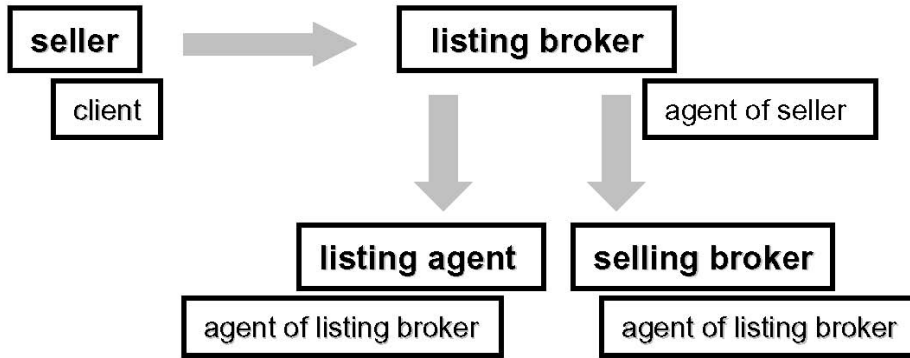 seller
client
listing broker
agent of seller
listing agent
agent of listing broker
selling broker
agent of listing broker